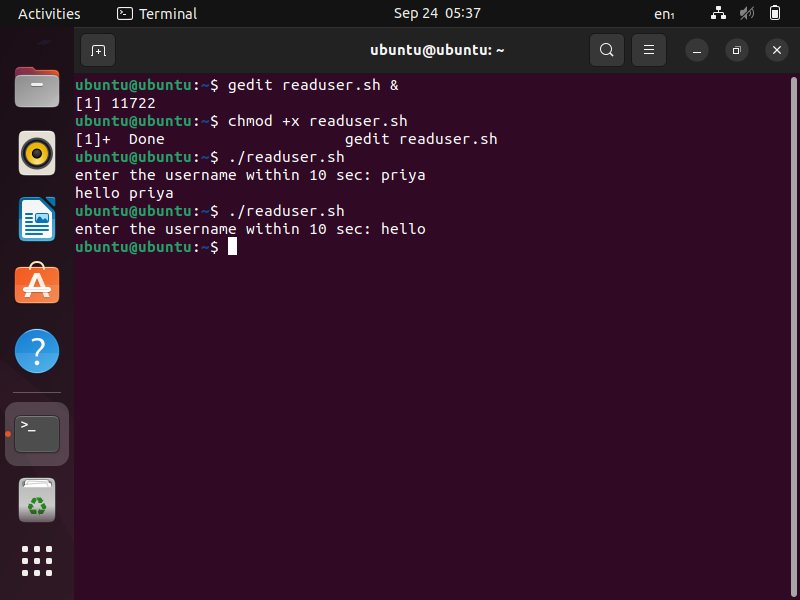 Activities Terminal Sep 24 05:37 en₁
ubuntu@ubuntu: ~
ubuntu@ubuntu:~$ gedit readuser.sh &
[1] 11722
ubuntu@ubuntu:~$ chmod +x readuser.sh
[1]+  Done                    gedit readuser.sh
ubuntu@ubuntu:~$ ./readuser.sh
enter the username within 10 sec: priya
hello priya
ubuntu@ubuntu:~$ ./readuser.sh
enter the username within 10 sec: hello
ubuntu@ubuntu:~$